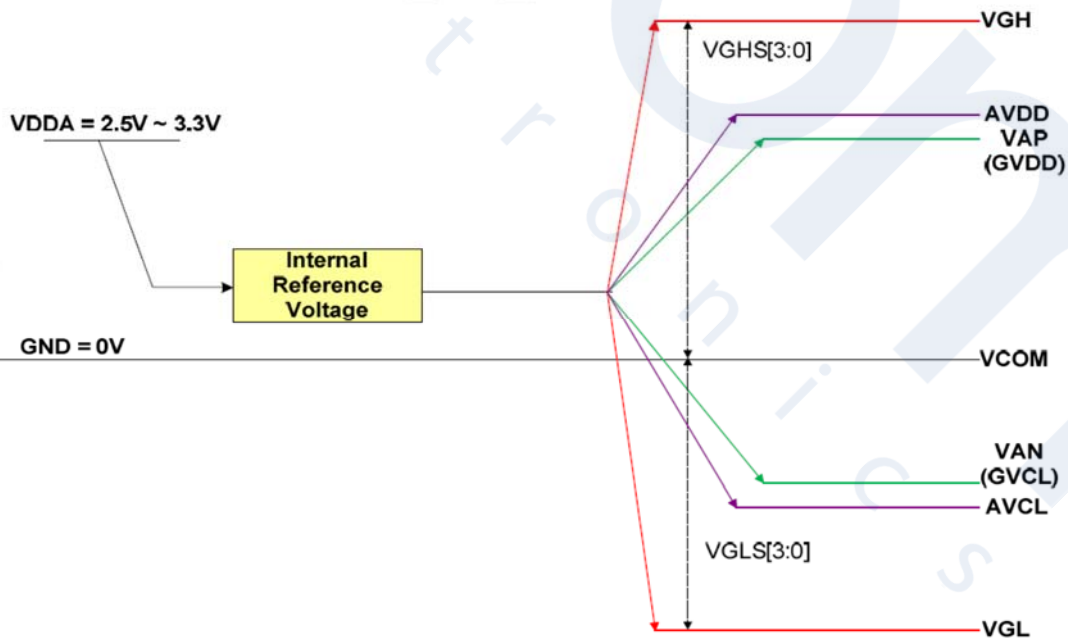 VGH
VGHS[3:0]
VDDA = 2.5V ~ 3.3V
AVDD
VAP
(GVDD)
Internal
Reference
Voltage
GND = 0V
VCOM
VAN
(GVCL)
AVCL
VGLS[3:0]
VGL
on
t r o n i c s